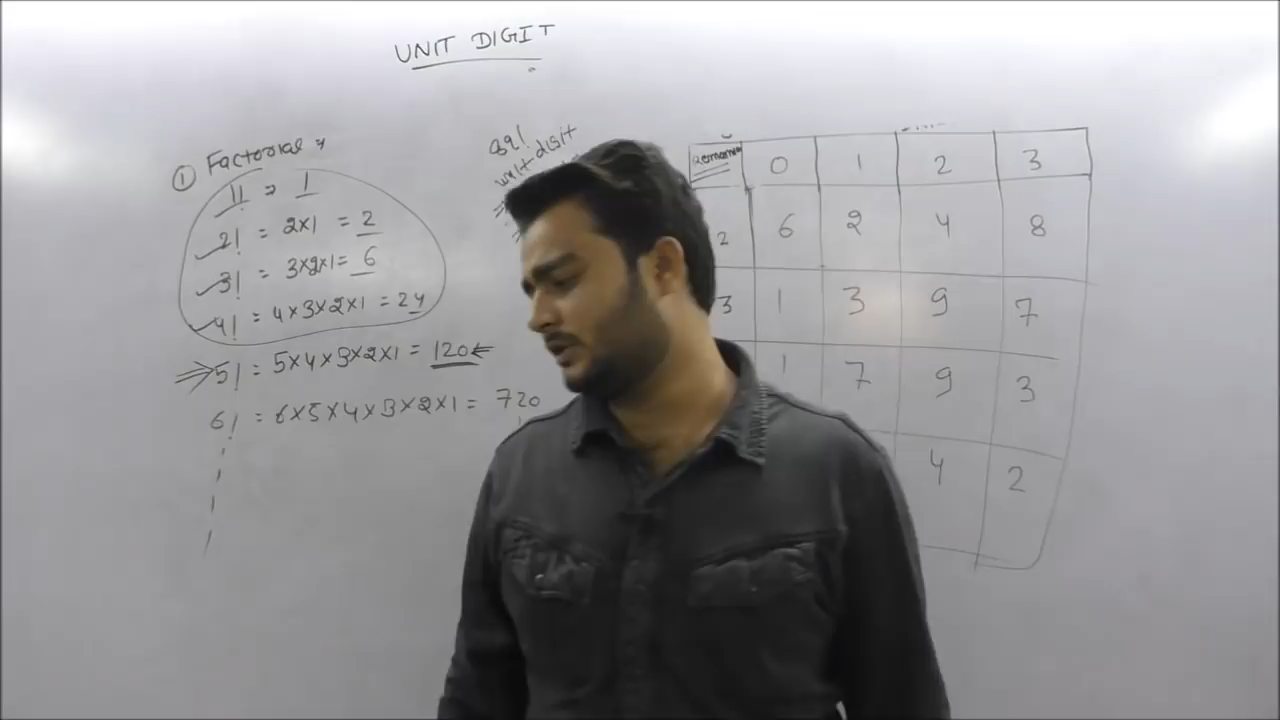 UNIT DIGIT
① Factorial →
1! → 1
2! = 2×1 = 2
3! = 3×2×1 = 6
4! = 4×3×2×1 = 24
5! = 5×4×3×2×1 = 120
6! = 6×5×4×3×2×1 = 720
unit digit
0 1 2 3
2 6 2 4 8
3 1 3 9 7
1 7 9 3
4 2